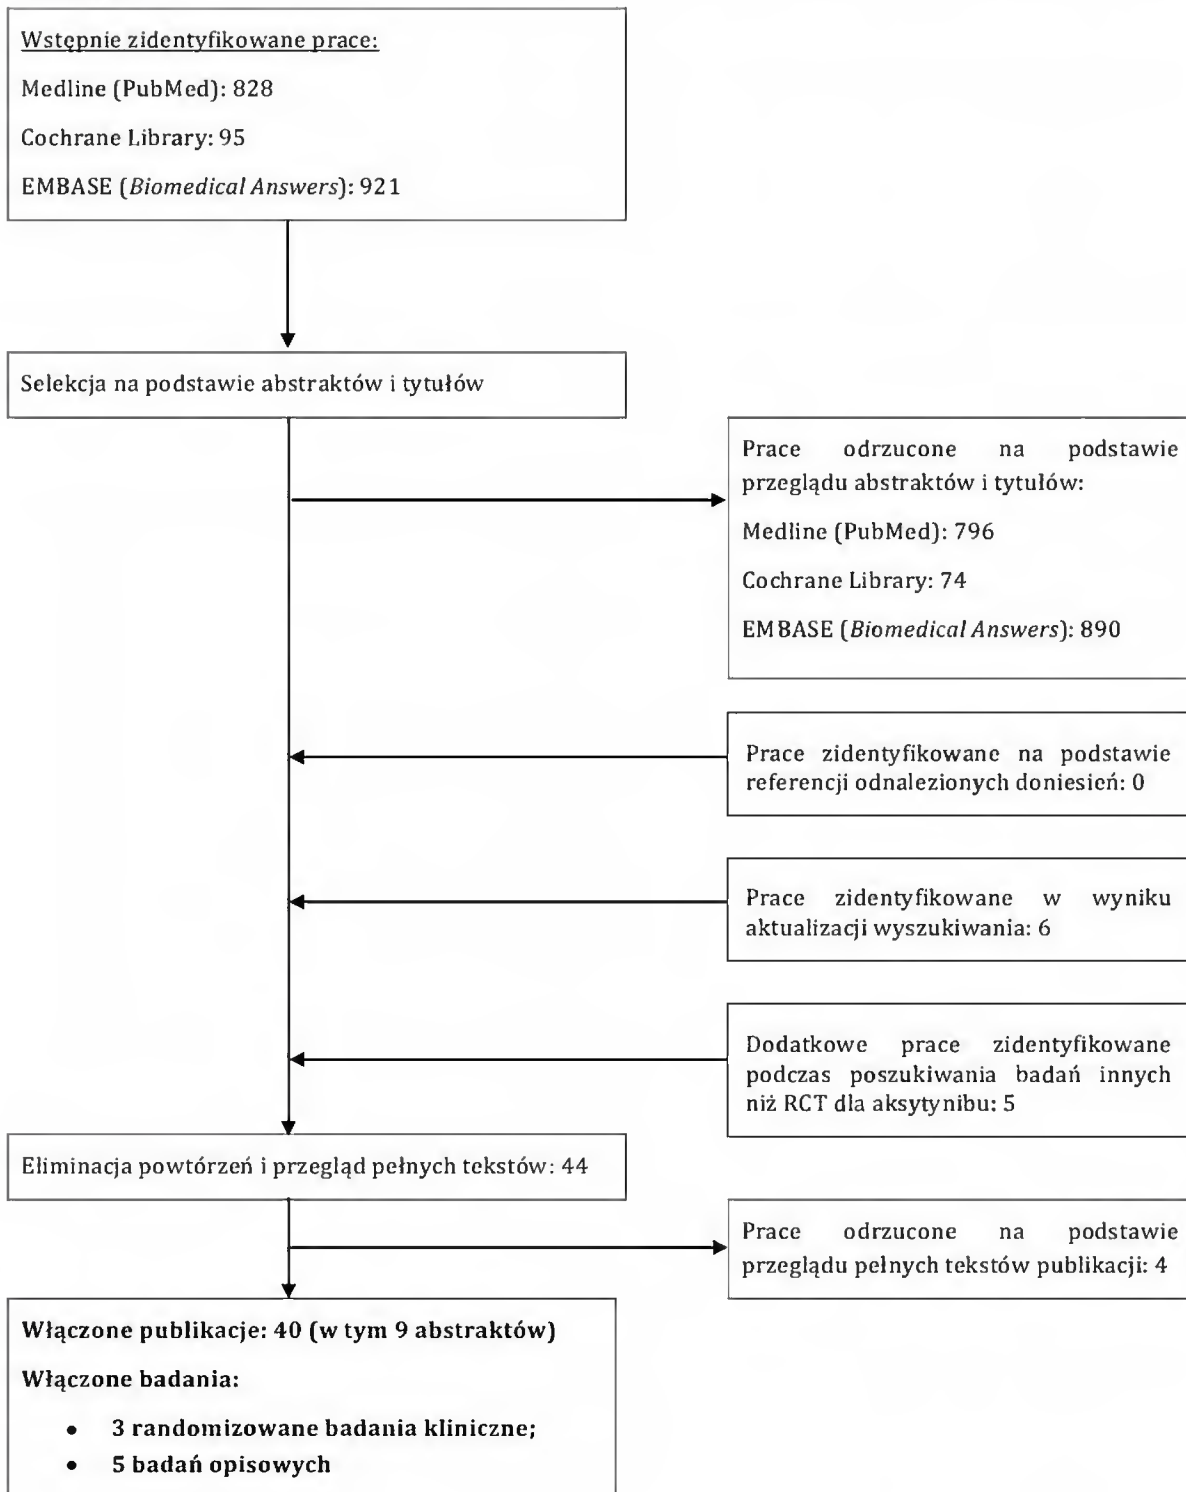 Wstępnie zidentyfikowane prace:
Medline (PubMed): 828
Cochrane Library: 95
EMBASE (Biomedical Answers): 921
Selekcja na podstawie abstraktów i tytułów
Prace odrzucone na podstawie
przeglądu abstraktów i tytułów:
Medline (PubMed): 796
Cochrane Library: 74
EMBASE (Biomedical Answers): 890
Prace zidentyfikowane na podstawie
referencji odnalezionych doniesień: 0
Prace zidentyfikowane w wyniku
aktualizacji wyszukiwania: 6
Dodatkowe prace zidentyfikowane
podczas poszukiwania badań innych
niż RCT dla aksytynibu: 5
Eliminacja powtórzeń i przegląd pełnych tekstów: 44
Prace odrzucone na podstawie
przeglądu pełnych tekstów publikacji: 4
Włączone publikacje: 40 (w tym 9 abstraktów)
Włączone badania:
• 3 randomizowane badania kliniczne;
• 5 badań opisowych